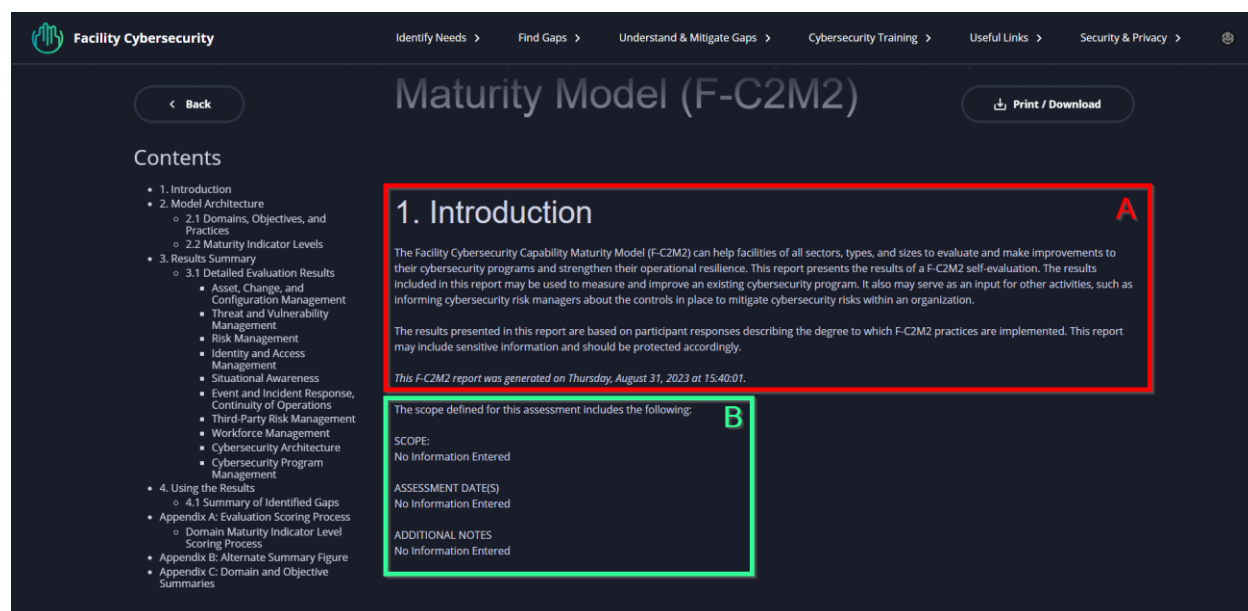 Facility Cybersecurity
Identify Needs >
Find Gaps >
Understand & Mitigate Gaps >
Cybersecurity Training >
Useful Links >
Security & Privacy >
< Back
Maturity Model (F-C2M2)
Print / Download
Contents
• 1. Introduction
• 2. Model Architecture
○ 2.1 Domains, Objectives, and
Practices
○ 2.2 Maturity Indicator Levels
• 3. Results Summary
○ 3.1 Detailed Evaluation Results
▪ Asset, Change, and
Configuration Management
▪ Threat and Vulnerability
Management
▪ Risk Management
▪ Identity and Access
Management
▪ Situational Awareness
▪ Event and Incident Response,
Continuity of Operations
▪ Third-Party Risk Management
▪ Workforce Management
▪ Cybersecurity Architecture
▪ Cybersecurity Program
Management
• 4. Using the Results
○ 4.1 Summary of Identified Gaps
• Appendix A: Evaluation Scoring Process
○ Domain Maturity Indicator Level
Scoring Process
• Appendix B: Alternate Summary Figure
• Appendix C: Domain and Objective
Summaries
1. Introduction
A
The Facility Cybersecurity Capability Maturity Model (F-C2M2) can help facilities of all sectors, types, and sizes to evaluate and make improvements to
their cybersecurity programs and strengthen their operational resilience. This report presents the results of a F-C2M2 self-evaluation. The results
included in this report may be used to measure and improve an existing cybersecurity program. It also may serve as an input for other activities, such as
informing cybersecurity risk managers about the controls in place to mitigate cybersecurity risks within an organization.
The results presented in this report are based on participant responses describing the degree to which F-C2M2 practices are implemented. This report
may include sensitive information and should be protected accordingly.
This F-C2M2 report was generated on Thursday, August 31, 2023 at 15:40:01.
The scope defined for this assessment includes the following:
B
SCOPE:
No Information Entered
ASSESSMENT DATE(S)
No Information Entered
ADDITIONAL NOTES
No Information Entered